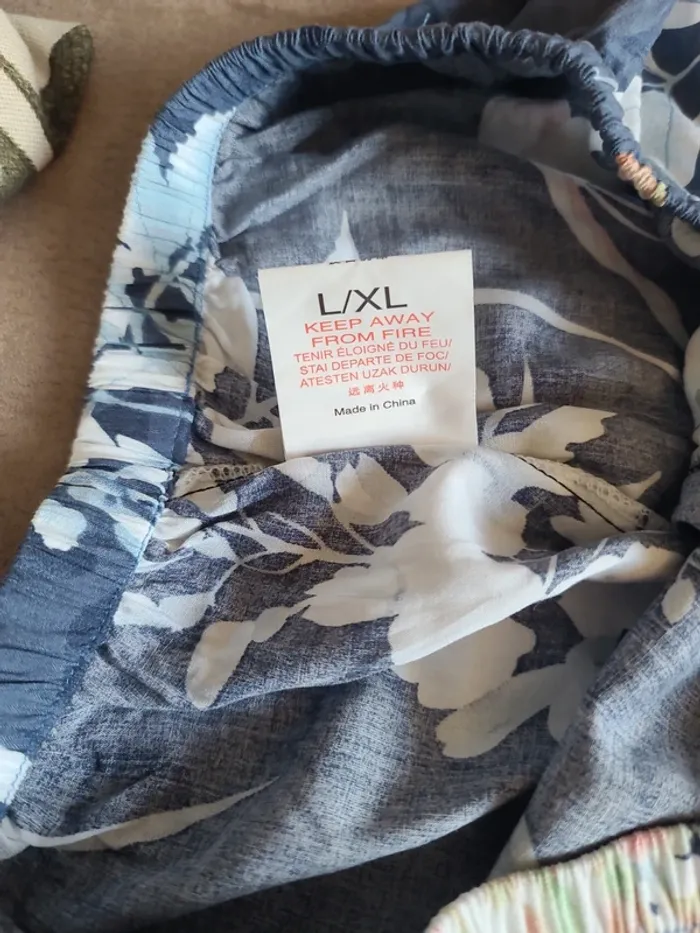 L/XL
KEEP AWAY
FROM FIRE
TENIR ÉLOIGNÉ DU FEU/
STAI DEPARTE DE FOC/
ATESTEN UZAK DURUN/
远离火种
Made in China